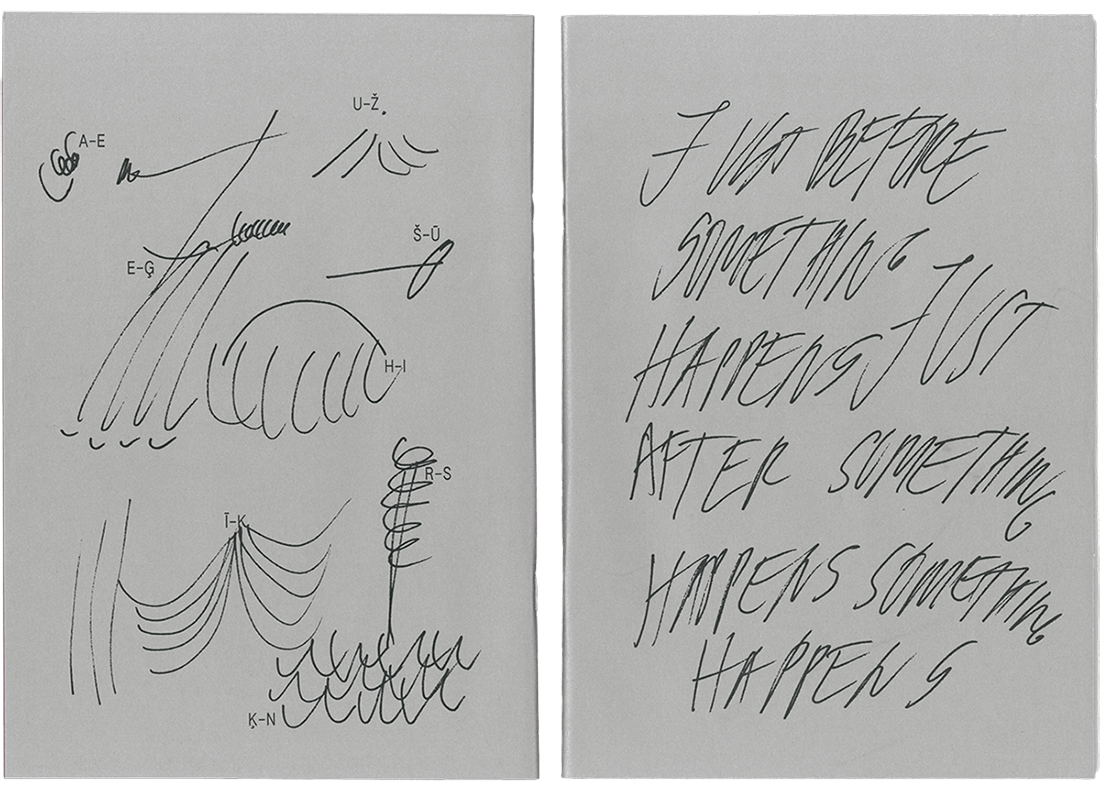 U–Ž
A–E
Š–Ū
E–Ģ
H–I
R–S
Ī–K
Ķ–N
JUST BEFORE
SOMETHING
HAPPENS JUST
AFTER SOMETHING
HAPPENS SOMETHING
HAPPENS